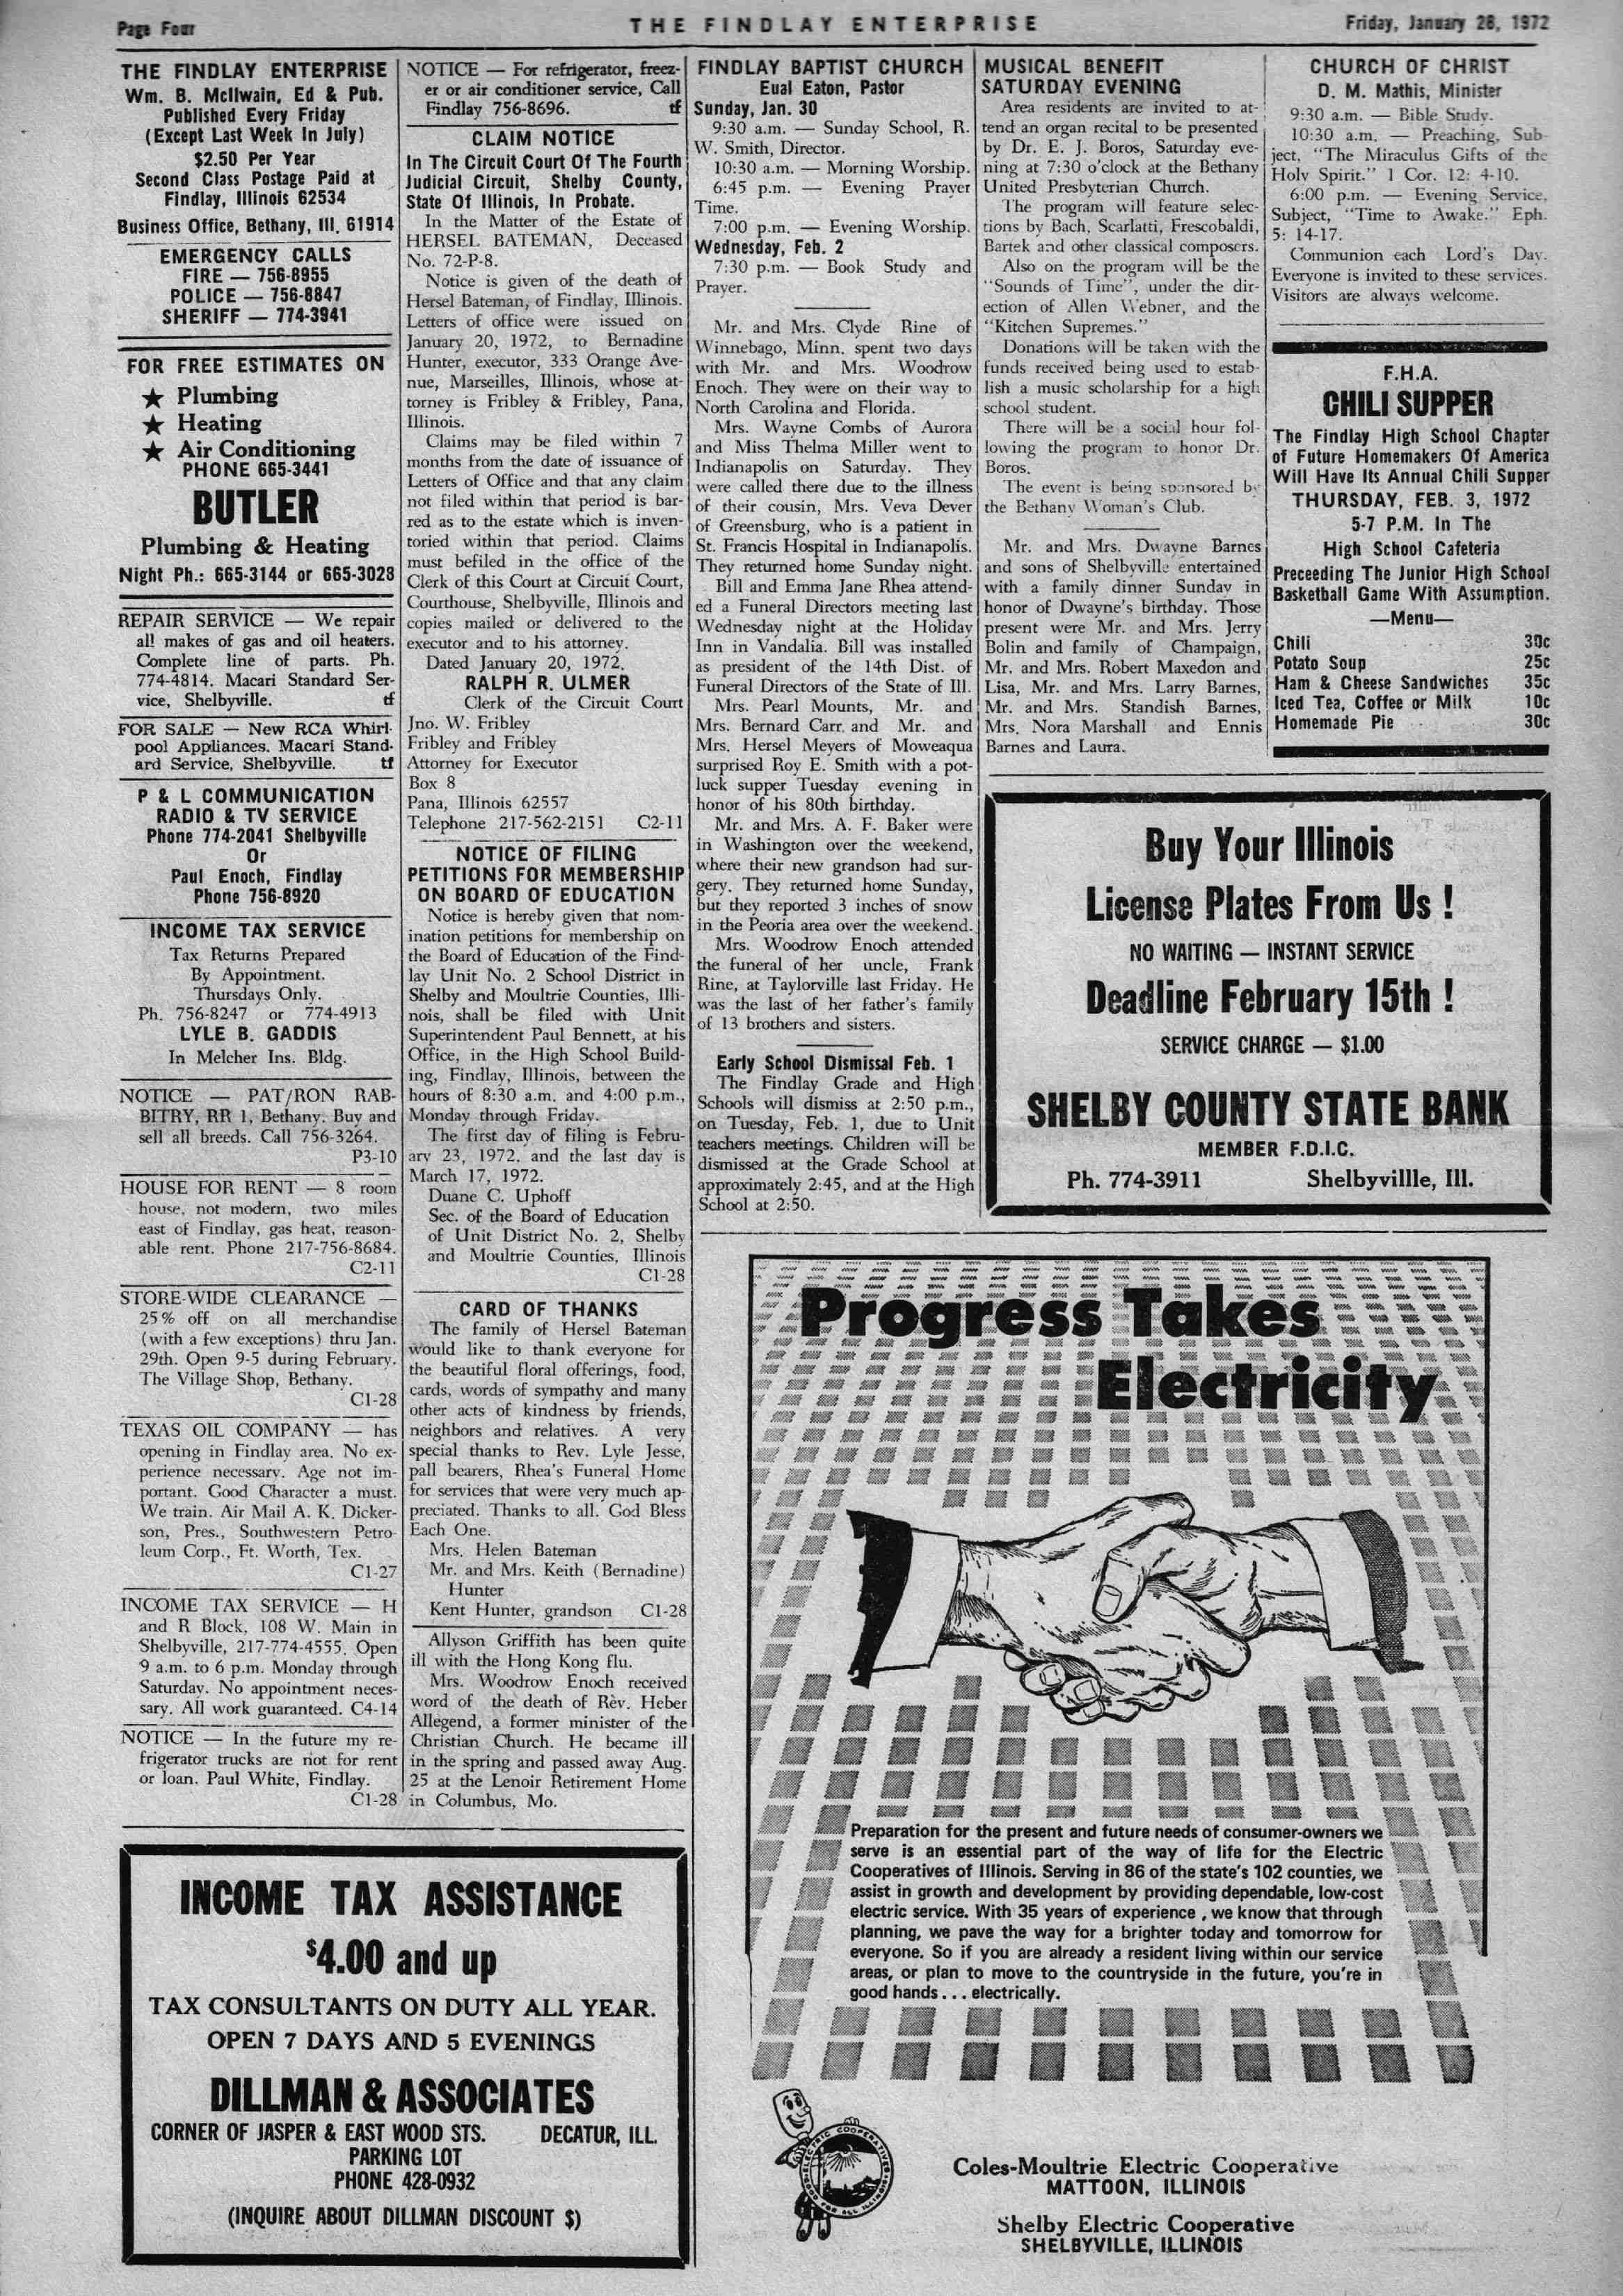 Page Four
THE FINDLAY ENTERPRISE
Friday, January 28, 1972
THE FINDLAY ENTERPRISE
Wm. B. McIlwain, Ed & Pub.
Published Every Friday
(Except Last Week In July)
$2.50 Per Year
Second Class Postage Paid at
Findlay, Illinois 62534
Business Office, Bethany, Ill. 61914
EMERGENCY CALLS
FIRE — 756-8955
POLICE — 756-8847
SHERIFF — 774-3941
FOR FREE ESTIMATES ON
★ Plumbing
★ Heating
★ Air Conditioning
PHONE 665-3441
BUTLER
Plumbing & Heating
Night Ph.: 665-3144 or 665-3028
REPAIR SERVICE — We repair
all makes of gas and oil heaters.
Complete line of parts. Ph.
774-4814. Macari Standard Ser-
vice, Shelbyville. tf
FOR SALE — New RCA Whirl-
pool Appliances. Macari Stand-
ard Service, Shelbyville. tf
P & L COMMUNICATION
RADIO & TV SERVICE
Phone 774-2041 Shelbyville
Or
Paul Enoch, Findlay
Phone 756-8920
INCOME TAX SERVICE
Tax Returns Prepared
By Appointment.
Thursdays Only.
Ph. 756-8247 or 774-4913
LYLE B. GADDIS
In Melcher Ins. Bldg.
NOTICE — PAT/RON RAB-
BITRY, RR 1, Bethany. Buy and
sell all breeds. Call 756-3264.
P3-10
HOUSE FOR RENT — 8 room
house, not modern, two miles
east of Findlay, gas heat, reason-
able rent. Phone 217-756-8684.
C2-11
STORE-WIDE CLEARANCE —
25% off on all merchandise
(with a few exceptions) thru Jan.
29th. Open 9-5 during February.
The Village Shop, Bethany.
C1-28
TEXAS OIL COMPANY — has
opening in Findlay area. No ex-
perience necessary. Age not im-
portant. Good Character a must.
We train. Air Mail A. K. Dicker-
son, Pres., Southwestern Petro-
leum Corp., Ft. Worth, Tex.
C1-27
INCOME TAX SERVICE — H
and R Block, 108 W. Main in
Shelbyville, 217-774-4555. Open
9 a.m. to 6 p.m. Monday through
Saturday. No appointment neces-
sary. All work guaranteed. C4-14
NOTICE — In the future my re-
frigerator trucks are not for rent
or loan. Paul White, Findlay.
C1-28
NOTICE — For refrigerator, freez-
er or air conditioner service, Call
Findlay 756-8696. tf
CLAIM NOTICE
In The Circuit Court Of The Fourth
Judicial Circuit, Shelby County,
State Of Illinois, In Probate.
In the Matter of the Estate of
HERSEL BATEMAN, Deceased
No. 72-P-8.
Notice is given of the death of
Hersel Bateman, of Findlay, Illinois.
Letters of office were issued on
January 20, 1972, to Bernadine
Hunter, executor, 333 Orange Ave-
nue, Marseilles, Illinois, whose at-
torney is Fribley & Fribley, Pana,
Illinois.
Claims may be filed within 7
months from the date of issuance of
Letters of Office and that any claim
not filed within that period is bar-
red as to the estate which is inven-
toried within that period. Claims
must befiled in the office of the
Clerk of this Court at Circuit Court,
Courthouse, Shelbyville, Illinois and
copies mailed or delivered to the
executor and to his attorney.
Dated January 20, 1972.
RALPH R. ULMER
Clerk of the Circuit Court
Jno. W. Fribley
Fribley and Fribley
Attorney for Executor
Box 8
Pana, Illinois 62557
Telephone 217-562-2151 C2-11
NOTICE OF FILING
PETITIONS FOR MEMBERSHIP
ON BOARD OF EDUCATION
Notice is hereby given that nom-
ination petitions for membership on
the Board of Education of the Find-
lay Unit No. 2 School District in
Shelby and Moultrie Counties, Illi-
nois, shall be filed with Unit
Superintendent Paul Bennett, at his
Office, in the High School Build-
ing, Findlay, Illinois, between the
hours of 8:30 a.m. and 4:00 p.m.,
Monday through Friday.
The first day of filing is Febru-
ary 23, 1972, and the last day is
March 17, 1972.
Duane C. Uphoff
Sec. of the Board of Education
of Unit District No. 2, Shelby
and Moultrie Counties, Illinois
C1-28
CARD OF THANKS
The family of Hersel Bateman
would like to thank everyone for
the beautiful floral offerings, food,
cards, words of sympathy and many
other acts of kindness by friends,
neighbors and relatives. A very
special thanks to Rev. Lyle Jesse,
pall bearers, Rhea's Funeral Home
for services that were very much ap-
preciated. Thanks to all. God Bless
Each One.
Mrs. Helen Bateman
Mr. and Mrs. Keith (Bernadine)
Hunter
Kent Hunter, grandson C1-28
Allyson Griffith has been quite
ill with the Hong Kong flu.
Mrs. Woodrow Enoch received
word of the death of Rev. Heber
Allegend, a former minister of the
Christian Church. He became ill
in the spring and passed away Aug.
25 at the Lenoir Retirement Home
in Columbus, Mo.
INCOME TAX ASSISTANCE
$4.00 and up
TAX CONSULTANTS ON DUTY ALL YEAR.
OPEN 7 DAYS AND 5 EVENINGS
DILLMAN & ASSOCIATES
CORNER OF JASPER & EAST WOOD STS. DECATUR, ILL.
PARKING LOT
PHONE 428-0932
(INQUIRE ABOUT DILLMAN DISCOUNT $)
FINDLAY BAPTIST CHURCH
Eual Eaton, Pastor
Sunday, Jan. 30
9:30 a.m. — Sunday School, R.
W. Smith, Director.
10:30 a.m. — Morning Worship.
6:45 p.m. — Evening Prayer
Time.
7:00 p.m. — Evening Worship.
Wednesday, Feb. 2
7:30 p.m. — Book Study and
Prayer.
Mr. and Mrs. Clyde Rine of
Winnebago, Minn. spent two days
with Mr. and Mrs. Woodrow
Enoch. They were on their way to
North Carolina and Florida.
Mrs. Wayne Combs of Aurora
and Miss Thelma Miller went to
Indianapolis on Saturday. They
were called there due to the illness
of their cousin, Mrs. Veva Dever
of Greensburg, who is a patient in
St. Francis Hospital in Indianapolis.
They returned home Sunday night.
Bill and Emma Jane Rhea attend-
ed a Funeral Directors meeting last
Wednesday night at the Holiday
Inn in Vandalia. Bill was installed
as president of the 14th Dist. of
Funeral Directors of the State of Ill.
Mrs. Pearl Mounts, Mr. and
Mrs. Bernard Carr, and Mr. and
Mrs. Hersel Meyers of Moweaqua
surprised Roy E. Smith with a pot-
luck supper Tuesday evening in
honor of his 80th birthday.
Mr. and Mrs. A. F. Baker were
in Washington over the weekend,
where their new grandson had sur-
gery. They returned home Sunday,
but they reported 3 inches of snow
in the Peoria area over the weekend.
Mrs. Woodrow Enoch attended
the funeral of her uncle, Frank
Rine, at Taylorville last Friday. He
was the last of her father's family
of 13 brothers and sisters.
Early School Dismissal Feb. 1
The Findlay Grade and High
Schools will dismiss at 2:50 p.m.,
on Tuesday, Feb. 1, due to Unit
teachers meetings. Children will be
dismissed at the Grade School at
approximately 2:45, and at the High
School at 2:50.
MUSICAL BENEFIT
SATURDAY EVENING
Area residents are invited to at-
tend an organ recital to be presented
by Dr. E. J. Boros, Saturday eve-
ning at 7:30 o'clock at the Bethany
United Presbyterian Church.
The program will feature selec-
tions by Bach, Scarlatti, Frescobaldi,
Bartek and other classical composers.
Also on the program will be the
"Sounds of Time", under the dir-
ection of Allen Webner, and the
"Kitchen Supremes."
Donations will be taken with the
funds received being used to estab-
lish a music scholarship for a high
school student.
There will be a social hour fol-
lowing the program to honor Dr.
Boros.
The event is being sponsored by
the Bethany Woman's Club.
Mr. and Mrs. Dwayne Barnes
and sons of Shelbyville entertained
with a family dinner Sunday in
honor of Dwayne's birthday. Those
present were Mr. and Mrs. Jerry
Bolin and family of Champaign,
Mr. and Mrs. Robert Maxedon and
Lisa, Mr. and Mrs. Larry Barnes,
Mr. and Mrs. Standish Barnes,
Mrs. Nora Marshall and Ennis
Barnes and Laura.
CHURCH OF CHRIST
D. M. Mathis, Minister
9:30 a.m. — Bible Study.
10:30 a.m. — Preaching, Sub-
ject, "The Miraculus Gifts of the
Holy Spirit." 1 Cor. 12: 4-10.
6:00 p.m. — Evening Service,
Subject, "Time to Awake." Eph.
5: 14-17.
Communion each Lord's Day.
Everyone is invited to these services.
Visitors are always welcome.
F.H.A.
CHILI SUPPER
The Findlay High School Chapter
of Future Homemakers Of America
Will Have Its Annual Chili Supper
THURSDAY, FEB. 3, 1972
5-7 P.M. In The
High School Cafeteria
Preceeding The Junior High School
Basketball Game With Assumption.
—Menu—
Chili 30c
Potato Soup 25c
Ham & Cheese Sandwiches 35c
Iced Tea, Coffee or Milk 10c
Homemade Pie 30c
Buy Your Illinois
License Plates From Us !
NO WAITING — INSTANT SERVICE
Deadline February 15th !
SERVICE CHARGE — $1.00
SHELBY COUNTY STATE BANK
MEMBER F.D.I.C.
Ph. 774-3911 Shelbyvillle, Ill.
Progress Takes
Electricity
Preparation for the present and future needs of consumer-owners we
serve is an essential part of the way of life for the Electric
Cooperatives of Illinois. Serving in 86 of the state's 102 counties, we
assist in growth and development by providing dependable, low-cost
electric service. With 35 years of experience , we know that through
planning, we pave the way for a brighter today and tomorrow for
everyone. So if you are already a resident living within our service
areas, or plan to move to the countryside in the future, you're in
good hands . . . electrically.
ELECTRIC COOPERATIVES
GOOD FOR ALL ILLINOIS
Coles-Moultrie Electric Cooperative
MATTOON, ILLINOIS
Shelby Electric Cooperative
SHELBYVILLE, ILLINOIS